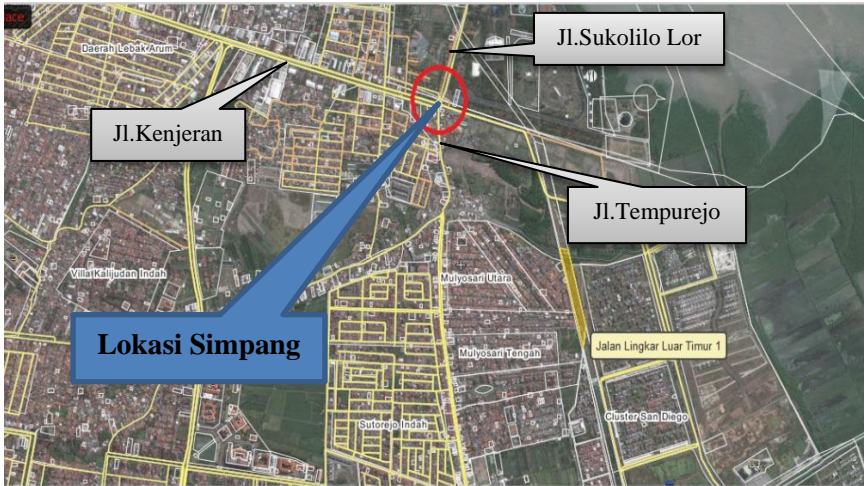 ace
Jl.Sukolilo Lor
Daerah Lebak Arum
Jl.Kenjeran
Jl.Tempurejo
Villa Kalijudan Indah
Mulyosari Utara
Lokasi Simpang
Jalan Lingkar Luar Timur 1
Mulyosari Tengah
Cluster San Diego
Sutorejo Indah